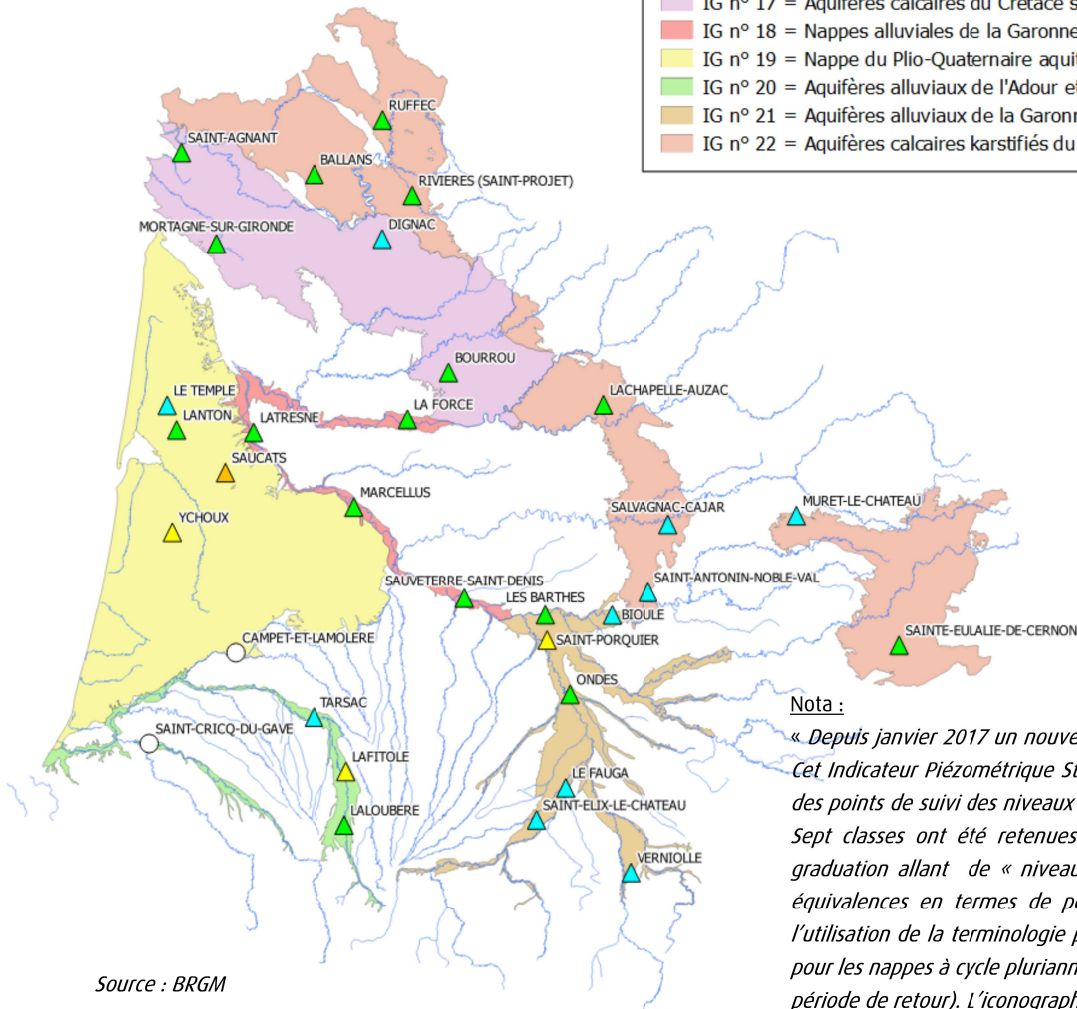 IG n° 17 = Aquifères calcaires du Crétacé s
IG n° 18 = Nappes alluviales de la Garonne
IG n° 19 = Nappe du Plio-Quaternaire aqui
IG n° 20 = Aquifères alluviaux de l'Adour et
IG n° 21 = Aquifères alluviaux de la Garonn
IG n° 22 = Aquifères calcaires karstifiés du
RUFFEC
SAINT-AGNANT
BALLANS
RIVIERES (SAINT-PROJET)
MORTAGNE-SUR-GIRONDE
DIGNAC
BOURROU
LE TEMPLE
LACHAPELLE-AUZAC
LANTON
LATRESNE
LA FORCE
SAUCATS
MARCELLUS
SALVAGNAC-CAJAR
MURET-LE-CHATEAU
YCHOUX
SAUVETERRE-SAINT-DENIS
SAINT-ANTONIN-NOBLE-VAL
LES BARTHES
BIOULE
SAINTE-EULALIE-DE-CERNON
CAMPET-ET-LAMOLERE
SAINT-PORQUIER
ONDES
TARSAC
SAINT-CRICQ-DU-GAVE
LAFITOLE
LE FAUGA
LALOUBERE
SAINT-ELIX-LE-CHATEAU
VERNIOLLE
Nota :
« Depuis janvier 2017 un nouve
Cet Indicateur Piézométrique St
des points de suivi des niveaux
Sept classes ont été retenues
graduation allant de « niveau
équivalences en termes de p
l'utilisation de la terminologie p
pour les nappes à cycle pluriann
période de retour). L'iconograph
Source : BRGM